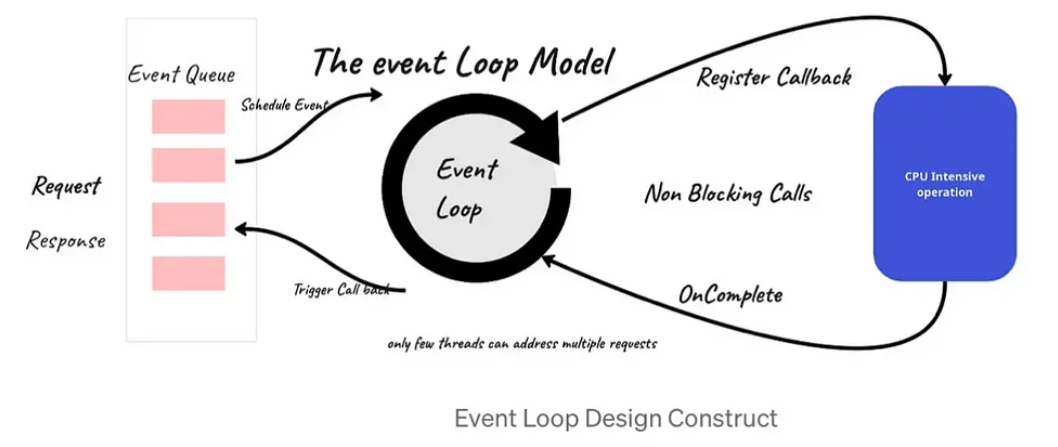 The event Loop Model
Event Queue
Schedule Event
Register Callback
Request
Response
Event
Loop
Non Blocking Calls
CPU Intensive
operation
Trigger Call back
OnComplete
only few threads can address multiple requests
Event Loop Design Construct